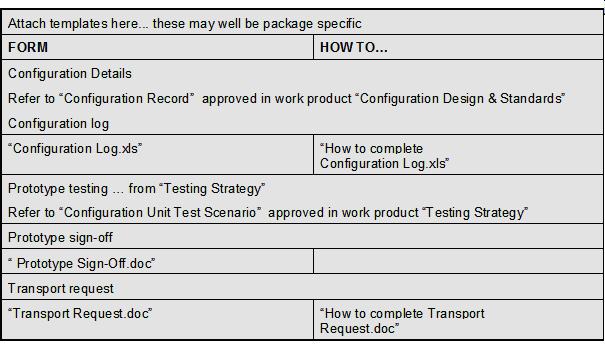 Attach templates here... these may well be package specific
FORM HOW TO…
Configuration Details
Refer to “Configuration Record”  approved in work product “Configuration Design & Standards”
Configuration log
“Configuration Log.xls” “How to complete
Configuration Log.xls”
Prototype testing … from “Testing Strategy”
Refer to “Configuration Unit Test Scenario”  approved in work product “Testing Strategy”
Prototype sign-off
“ Prototype Sign-Off.doc”
Transport request
“Transport Request.doc” “How to complete Transport
Request.doc”